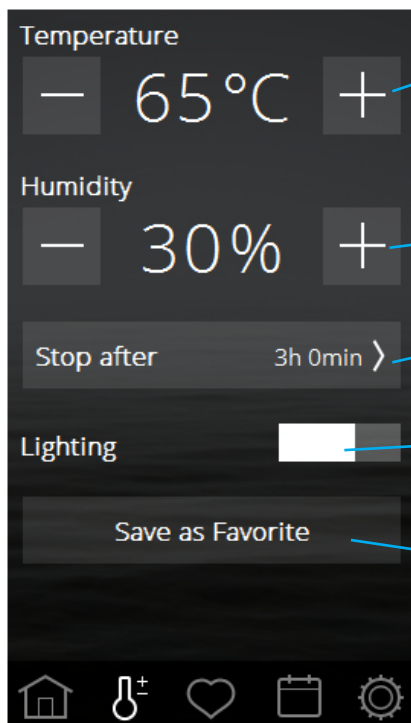 Temperature
65°C
Humidity
30%
Stop after 3h 0min
Lighting
Save as Favorite